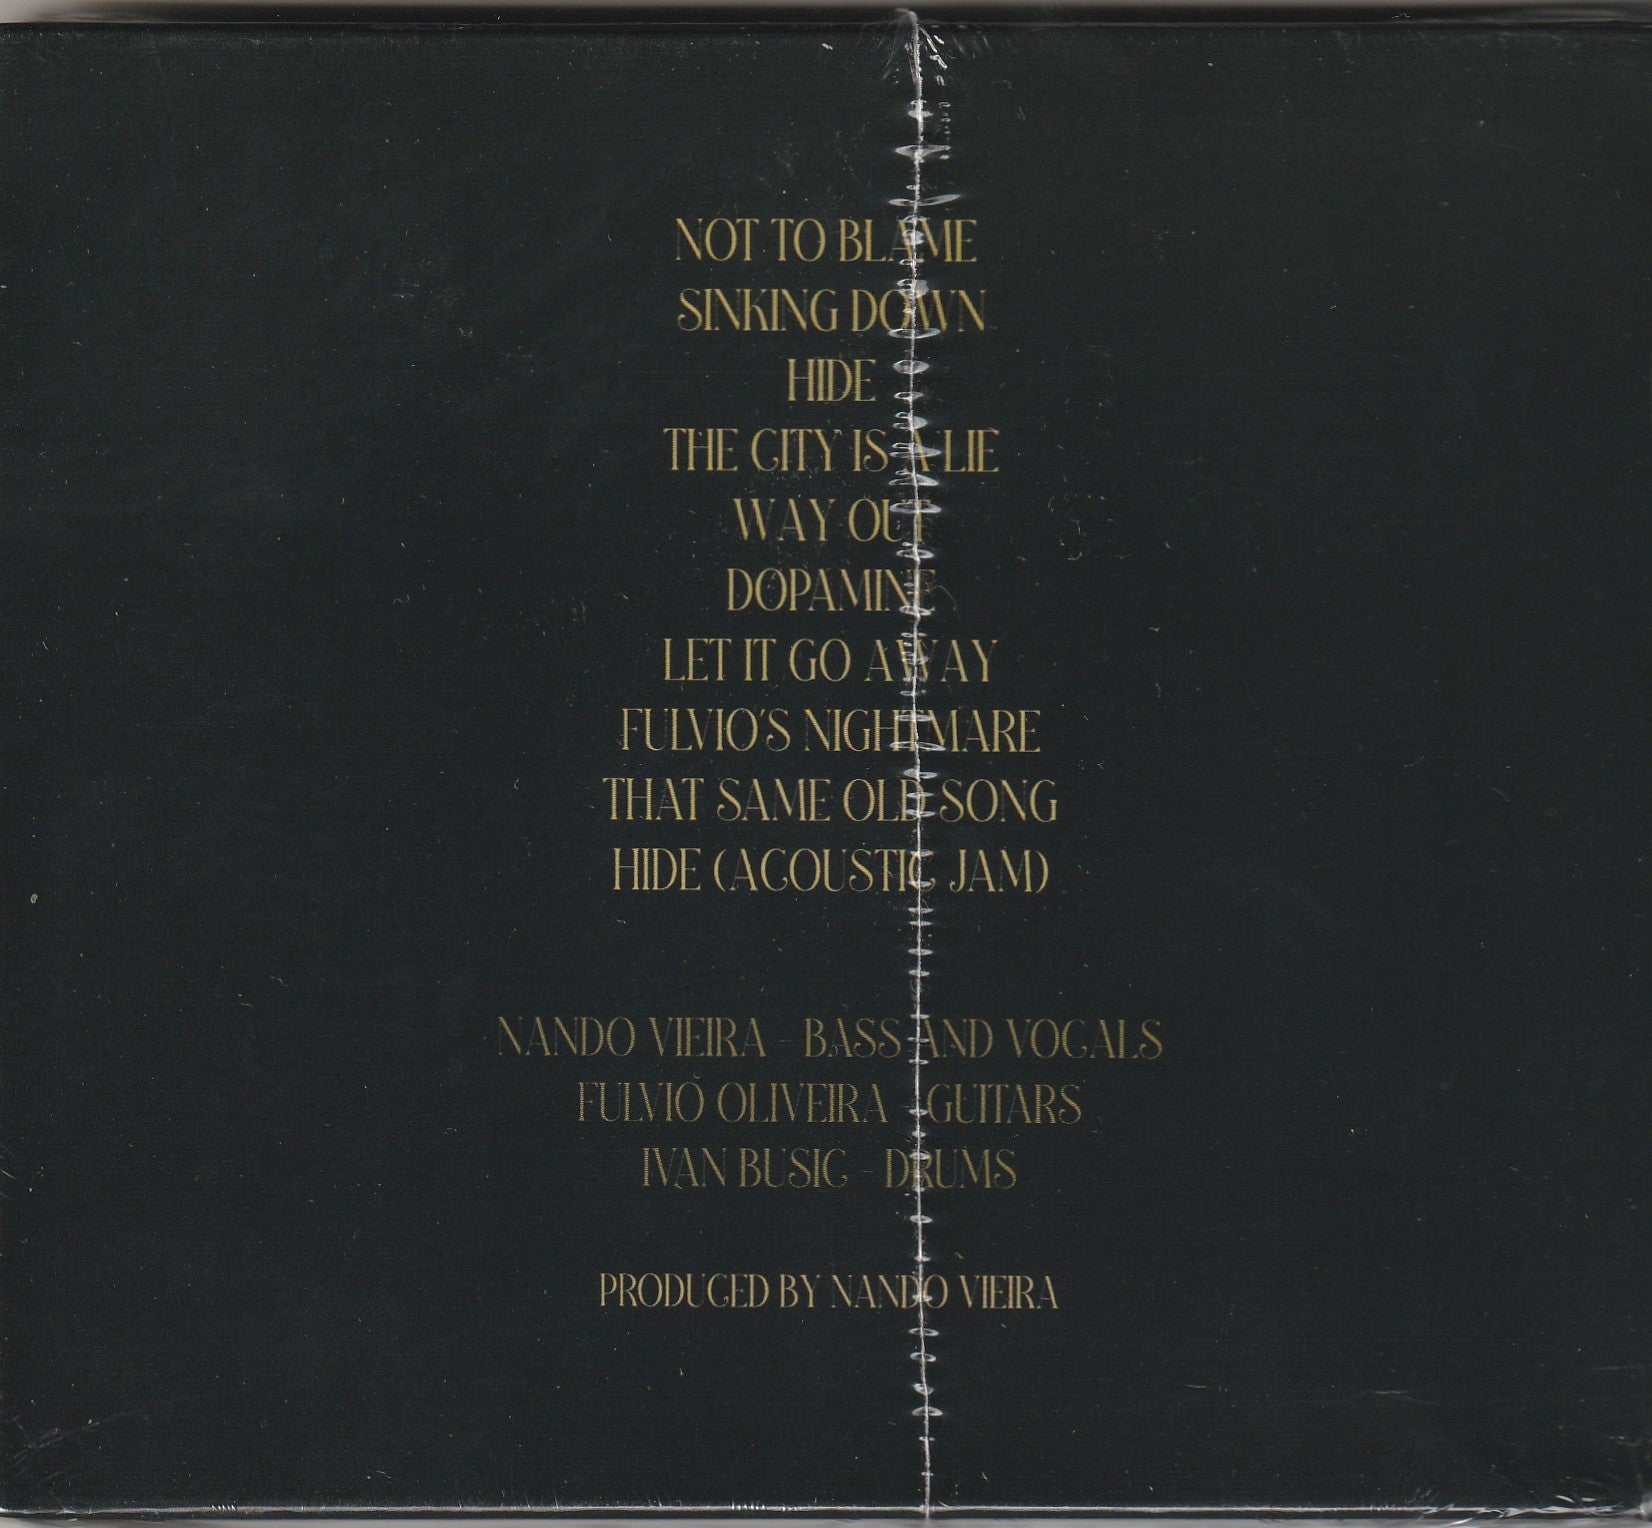 NOT TO BLAME
SINKING DOWN
HIDE
THE CITY IS A LIE
WAY OUT
DOPAMINE
LET IT GO AWAY
FULVIO'S NIGHTMARE
THAT SAME OLD SONG
HIDE (ACOUSTIC JAM)
NANDO VIEIRA - BASS AND VOCALS
FULVIO OLIVEIRA - GUITARS
IVAN BUSIC - DRUMS
PRODUCED BY NANDO VIEIRA